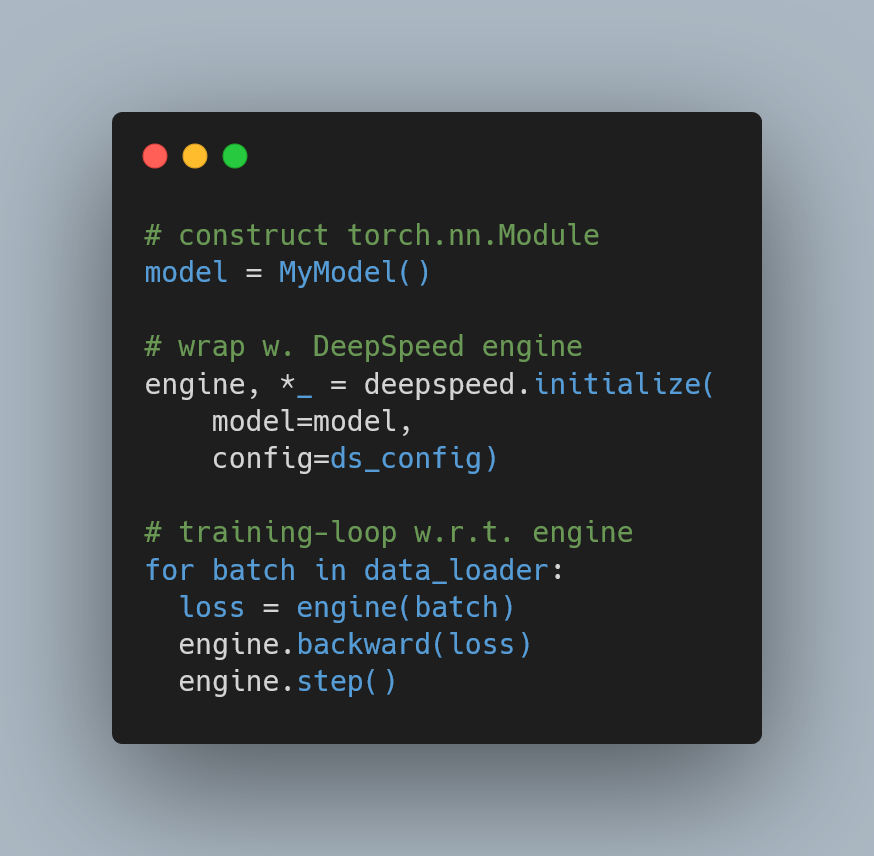 # construct torch.nn.Module
model = MyModel()

# wrap w. DeepSpeed engine
engine, *_ = deepspeed.initialize(
    model=model,
    config=ds_config)

# training-loop w.r.t. engine
for batch in data_loader:
  loss = engine(batch)
  engine.backward(loss)
  engine.step()